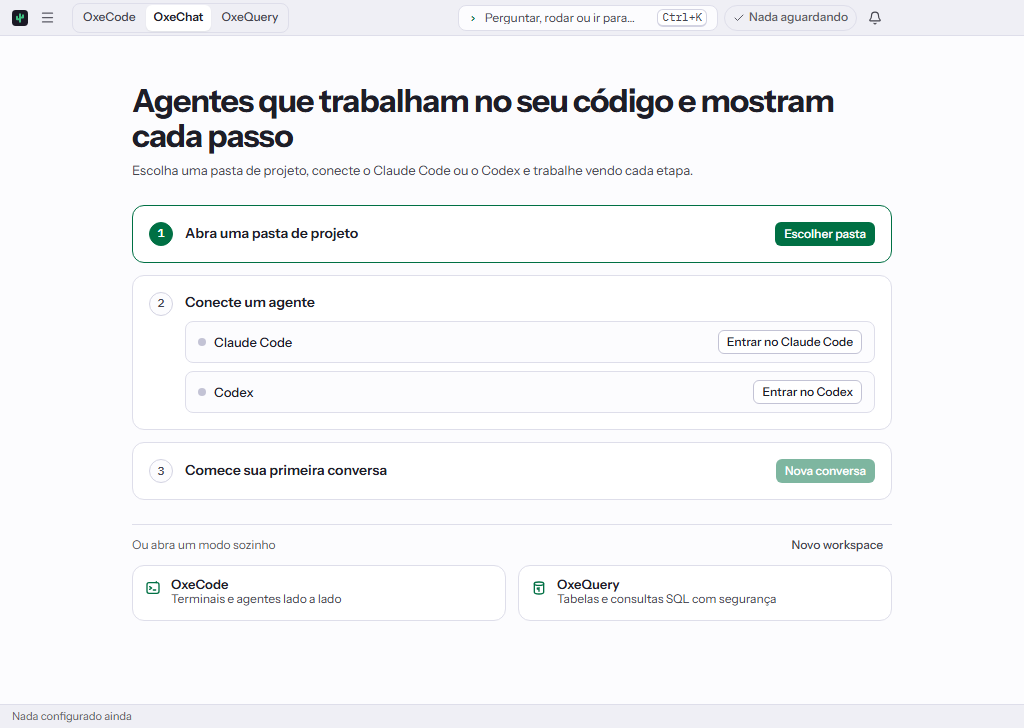 OxeCode
OxeChat
OxeQuery
Perguntar, rodar ou ir para...
Ctrl+K
Nada aguardando
Agentes que trabalham no seu código e mostram
cada passo
Escolha uma pasta de projeto, conecte o Claude Code ou o Codex e trabalhe vendo cada etapa.
1
Abra uma pasta de projeto
Escolher pasta
2
Conecte um agente
Claude Code
Entrar no Claude Code
Codex
Entrar no Codex
3
Comece sua primeira conversa
Nova conversa
Ou abra um modo sozinho
Novo workspace
OxeCode
Terminais e agentes lado a lado
OxeQuery
Tabelas e consultas SQL com segurança
Nada configurado ainda